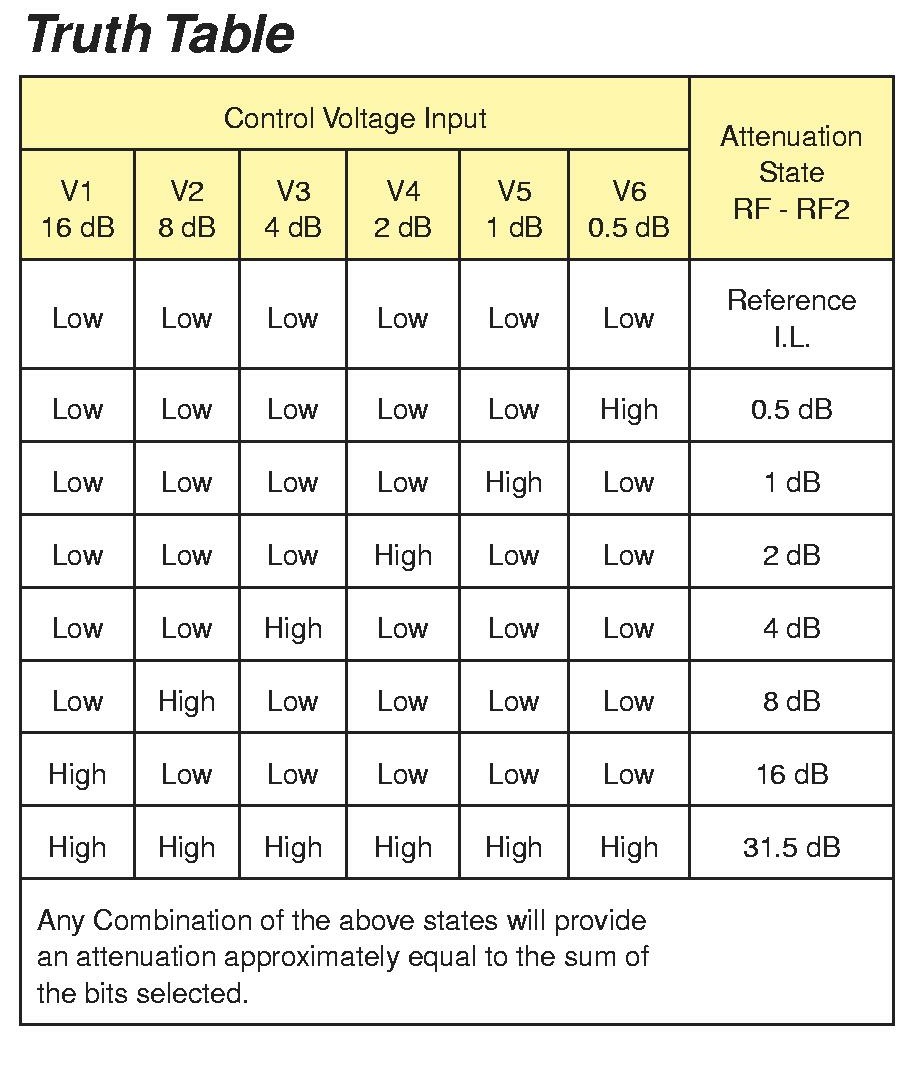 Truth Table
Control Voltage Input
Attenuation
State
RF - RF2
V1 V2 V3 V4 V5 V6
16 dB 8 dB 4 dB 2 dB 1 dB 0.5 dB
Low Low Low Low Low Low Reference
I.L.
Low Low Low Low Low High 0.5 dB
Low Low Low Low High Low 1 dB
Low Low Low High Low Low 2 dB
Low Low High Low Low Low 4 dB
Low High Low Low Low Low 8 dB
High Low Low Low Low Low 16 dB
High High High High High High 31.5 dB
Any Combination of the above states will provide
an attenuation approximately equal to the sum of
the bits selected.